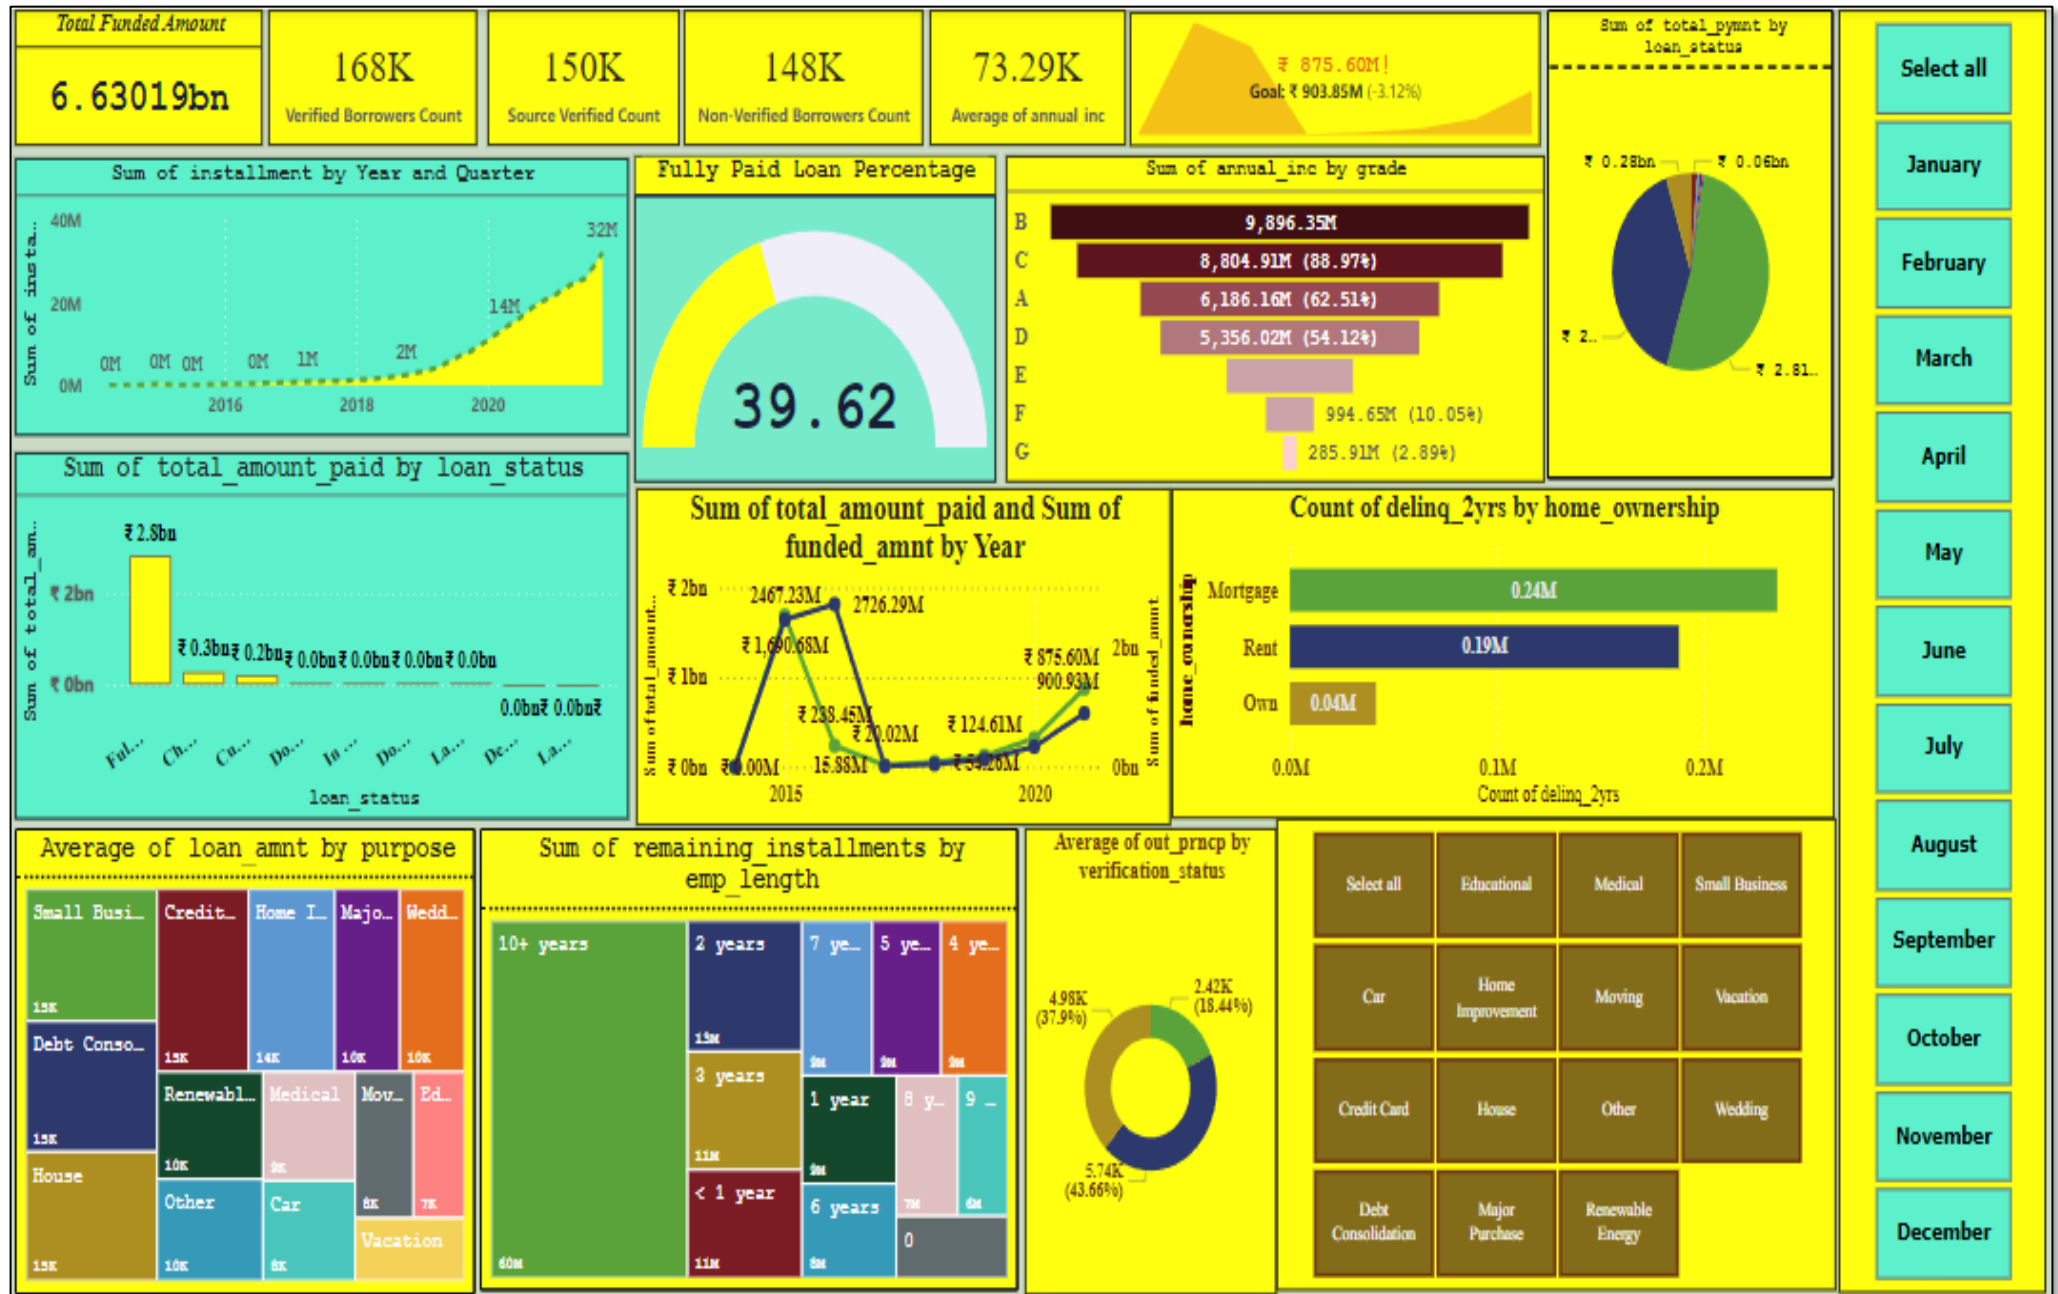 Total Funded Amount
6.63019bn
168K
Verified Borrowers Count
150K
Source Verified Count
148K
Non-Verified Borrowers Count
73.29K
Average of annual inc
₹ 875.60M!
Goal: ₹ 903.85M (-3.12%)
Sum of total_pymnt by
loan_status
₹ 0.28bn
₹ 0.06bn
₹ 2..
₹ 2.81..
Select all
January
February
March
April
May
June
July
August
September
October
November
December
Sum of installment by Year and Quarter
Sum of insta…
40M
20M
0M
0M
0M
0M
0M
1M
2M
14M
32M
2016
2018
2020
Fully Paid Loan Percentage
39.62
Sum of annual_inc by grade
B
9,896.35M
C
8,804.91M (88.97%)
A
6,186.16M (62.51%)
D
5,356.02M (54.12%)
E
F
994.65M (10.05%)
G
285.91M (2.89%)
Sum of total_amount_paid by loan_status
Sum of total_am…
₹ 2bn
₹ 0bn
₹ 2.8bn
₹ 0.3bn
₹ 0.2bn
₹ 0.0bn
₹ 0.0bn
₹ 0.0bn
₹ 0.0bn
0.0bn₹ 0.0bn₹
Ful…
Ch…
Cu…
Do…
In …
Do…
La…
De…
La…
loan_status
Sum of total_amount_paid and Sum of
funded_amnt by Year
Sum of total_amount…
₹ 2bn
₹ 1bn
₹ 0bn
2467.23M
2726.29M
₹ 1,690.68M
₹ 238.45M
₹ 20.02M
₹ 0.00M
15.88M
₹ 124.61M
₹ 875.60M
900.93M
2bn
0bn
Sum of funded_amnt
2015
2020
Count of delinq_2yrs by home_ownership
home_ownership
Mortgage
0.24M
Rent
0.19M
Own
0.04M
0.0M
0.1M
0.2M
Count of delinq_2yrs
Average of loan_amnt by purpose
Small Busi…
15K
Debt Conso…
15K
House
15K
Credit…
15K
Home I…
14K
Majo…
10K
Wedd…
10K
Renewabl…
10K
Other
10K
Medical
9K
Car
8K
Mov…
8K
Ed…
7K
Vacation
Sum of remaining_installments by
emp_length
10+ years
60M
2 years
13M
3 years
11M
< 1 year
11M
7 ye…
9M
5 ye…
9M
4 ye…
9M
1 year
9M
6 years
8M
8 y…
7M
9 …
6M
0
Average of out_prncp by
verification_status
2.42K
(18.44%)
4.98K
(37.9%)
5.74K
(43.66%)
Select all
Educational
Medical
Small Business
Car
Home
Improvement
Moving
Vacation
Credit Card
House
Other
Wedding
Debt
Consolidation
Major
Purchase
Renewable
Energy